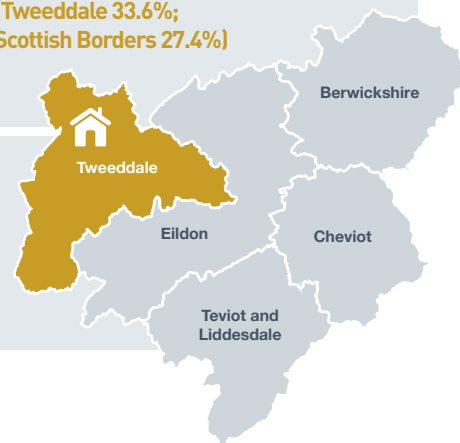 Tweeddale 33.6%;
Scottish Borders 27.4%)
Berwickshire
Tweeddale
Eildon
Cheviot
Teviot and
Liddesdale